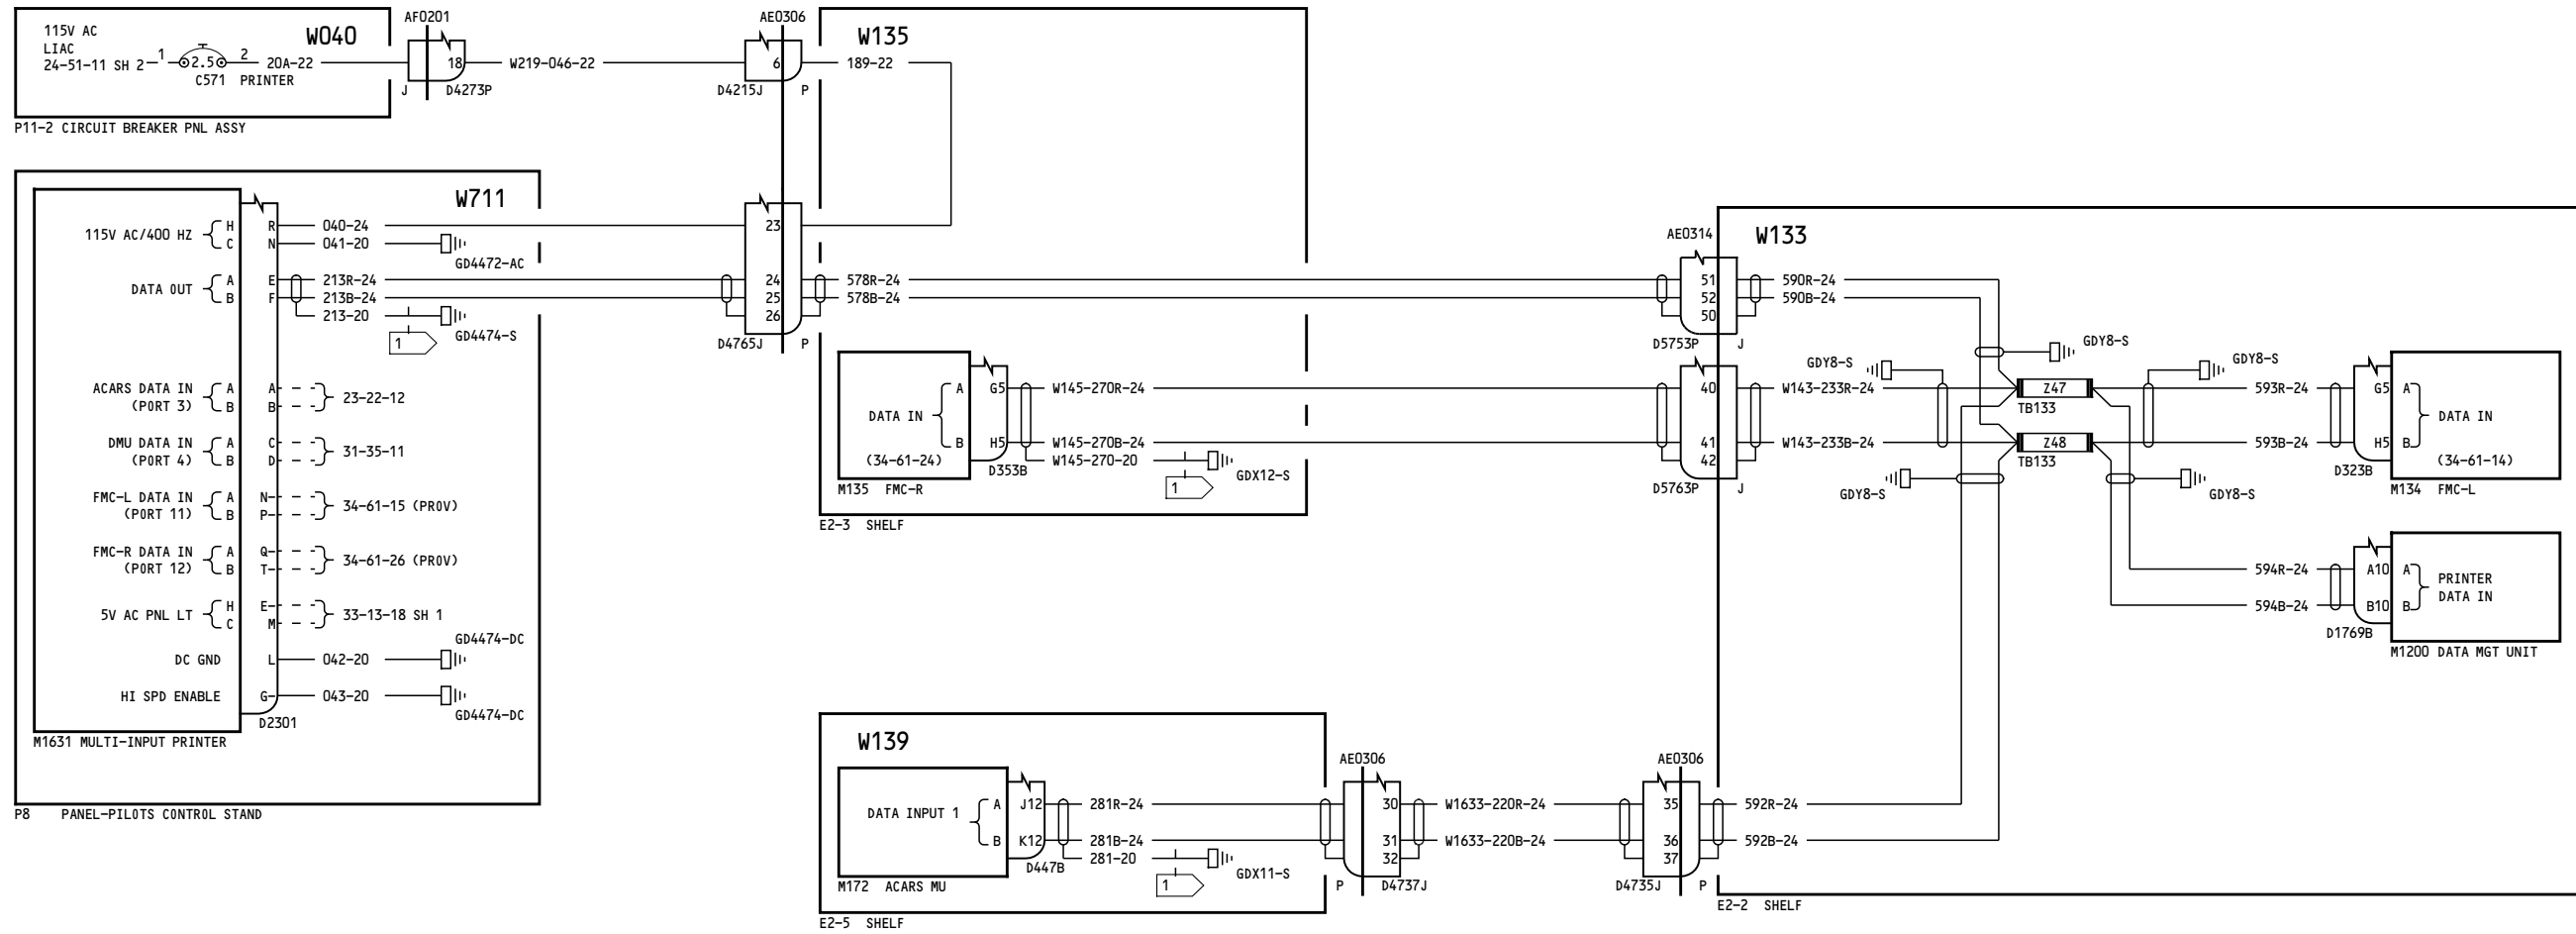 115V AC
LIAC
24-51-11 SH 2
1
2.5
2
20A-22
C571 PRINTER
W040
P11-2 CIRCUIT BREAKER PNL ASSY
AF0201
18
J
D4273P
W219-046-22
AE0306
6
D4215J
P
W135
189-22
W711
115V AC/400 HZ
H
C
R
N
040-24
041-20
GD4472-AC
DATA OUT
A
B
E
F
213R-24
213B-24
213-20
1
GD4474-S
ACARS DATA IN
(PORT 3)
A
B
A
B
23-22-12
DMU DATA IN
(PORT 4)
A
B
C
D
31-35-11
FMC-L DATA IN
(PORT 11)
A
B
N-
P-
34-61-15 (PROV)
FMC-R DATA IN
(PORT 12)
A
B
Q-
T-
34-61-26 (PROV)
5V AC PNL LT
H
C
E-
M
33-13-18 SH 1
DC GND
L
042-20
GD4474-DC
HI SPD ENABLE
G-
043-20
GD4474-DC
D2301
M1631 MULTI-INPUT PRINTER
P8 PANEL-PILOTS CONTROL STAND
23
24
25
26
D4765J
P
578R-24
578B-24
DATA IN
A
B
(34-61-24)
G5
H5
D353B
M135 FMC-R
W145-270R-24
W145-270B-24
W145-270-20
1
GDX12-S
E2-3 SHELF
W139
DATA INPUT 1
A
B
J12
K12
D447B
M172 ACARS MU
281R-24
281B-24
281-20
1
GDX11-S
E2-5 SHELF
AE0306
30
31
32
P
D4737J
W1633-220R-24
W1633-220B-24
AE0306
35
36
37
D4735J
P
592R-24
592B-24
E2-2 SHELF
AE0314
W133
51
52
50
D5753P
J
590R-24
590B-24
40
41
42
D5763P
J
W143-233R-24
W143-233B-24
GDY8-S
GDY8-S
GDY8-S
Z47
TB133
Z48
TB133
GDY8-S
GDY8-S
593R-24
593B-24
G5
H5
D323B
A
B
DATA IN
(34-61-14)
M134 FMC-L
594R-24
594B-24
A10
B10
D1769B
A
B
PRINTER
DATA IN
M1200 DATA MGT UNIT